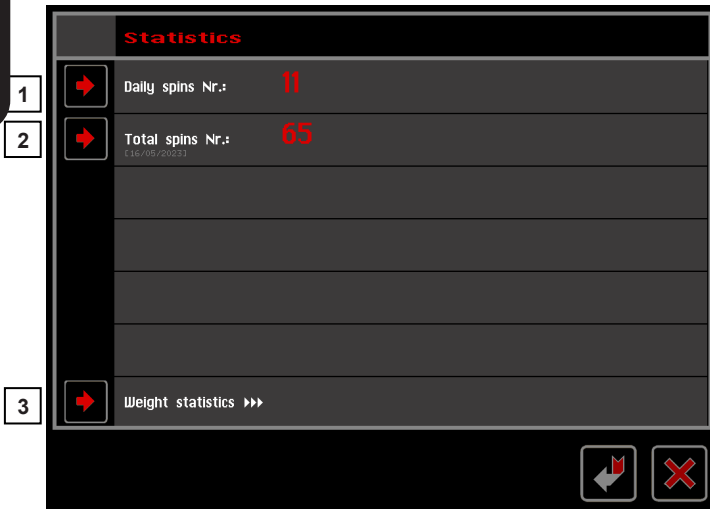 Statistics
1
Daily spins Nr.: 11
2
Total spins Nr.: 65
[16/05/2023]
3
Weight statistics